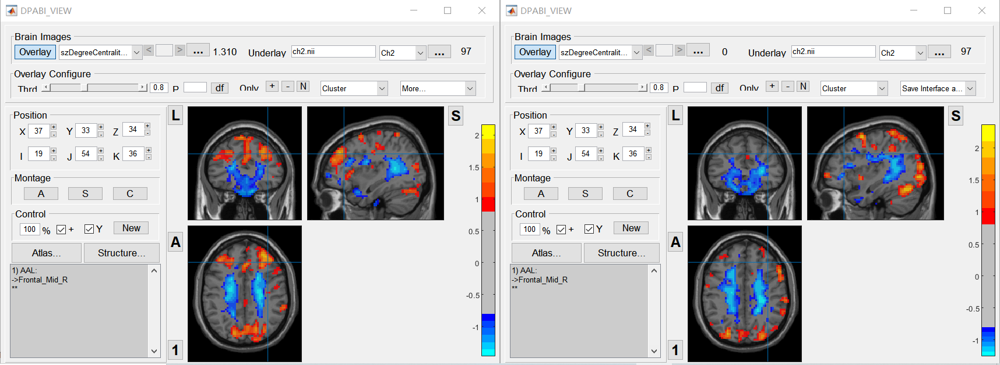 DPABI_VIEW
Brain Images
Overlay szDegreeCentralit... < > ... 1.310 Underlay ch2.nii Ch2 ... 97
Overlay Configure
Thrd 0.8 P df Only + - N Cluster More...
Position
X 37 + - Y 33 + - Z 34 + -
I 19 + - J 54 + - K 36 + -
Montage
A S C
Control
100 % + Y New
Atlas... Structure...
1) AAL:
->Frontal_Mid_R
**
L
S
A
1
2
1.5
1
0.5
0
-0.5
-1
DPABI_VIEW
Brain Images
Overlay szDegreeCentralit... < > ... 0 Underlay ch2.nii Ch2 ... 97
Overlay Configure
Thrd 0.8 P df Only + - N Cluster Save Interface a...
Position
X 37 + - Y 33 + - Z 34 + -
I 19 + - J 54 + - K 36 + -
Montage
A S C
Control
100 % + Y New
Atlas... Structure...
1) AAL:
->Frontal_Mid_R
**
L
S
A
1
2
1.5
1
0.5
0
-0.5
-1